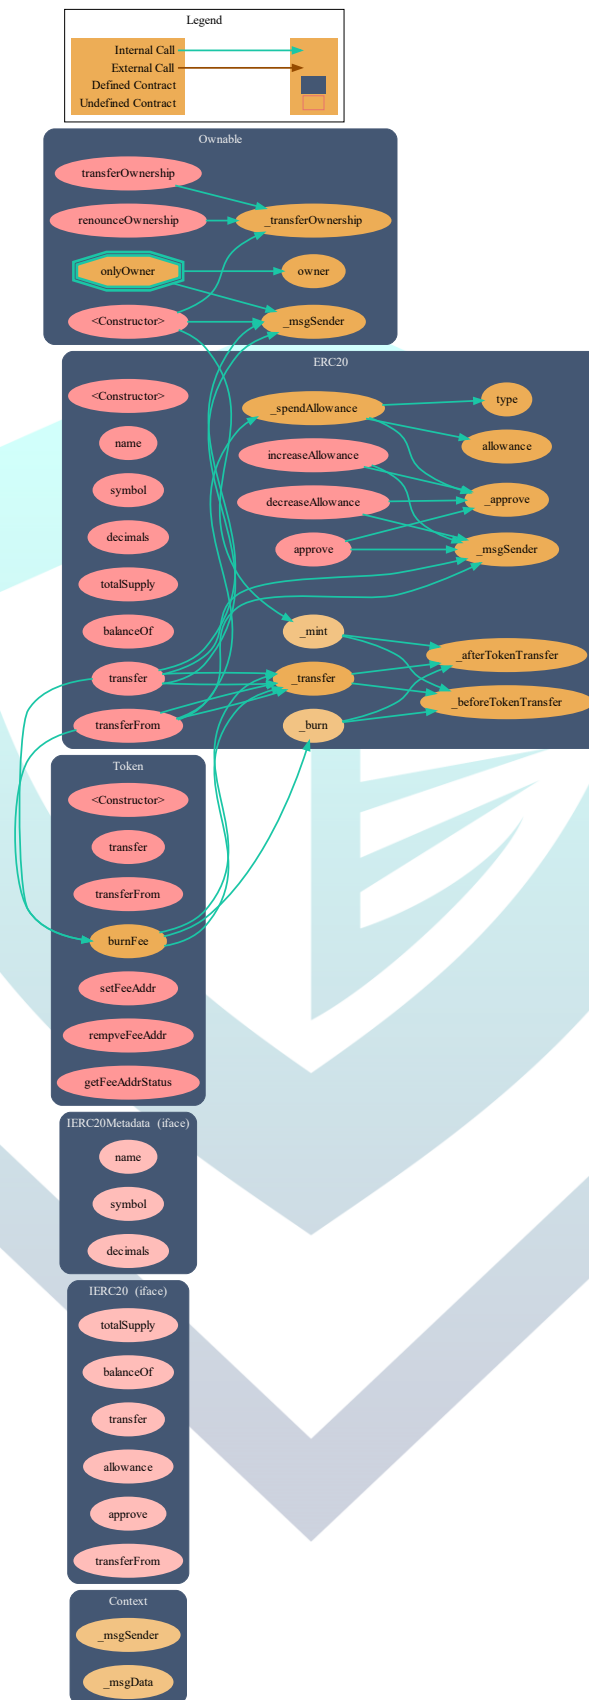 Legend
Internal Call
External Call
Defined Contract
Undefined Contract
Ownable
transferOwnership
renounceOwnership
_transferOwnership
onlyOwner
owner
<Constructor>
_msgSender
ERC20
<Constructor>
_spendAllowance
type
name
increaseAllowance
allowance
symbol
decreaseAllowance
_approve
decimals
approve
_msgSender
totalSupply
balanceOf
_mint
_afterTokenTransfer
transfer
_transfer
_beforeTokenTransfer
transferFrom
_burn
Token
<Constructor>
transfer
transferFrom
burnFee
setFeeAddr
rempveFeeAddr
getFeeAddrStatus
IERC20Metadata (iface)
name
symbol
decimals
IERC20 (iface)
totalSupply
balanceOf
transfer
allowance
approve
transferFrom
Context
_msgSender
_msgData